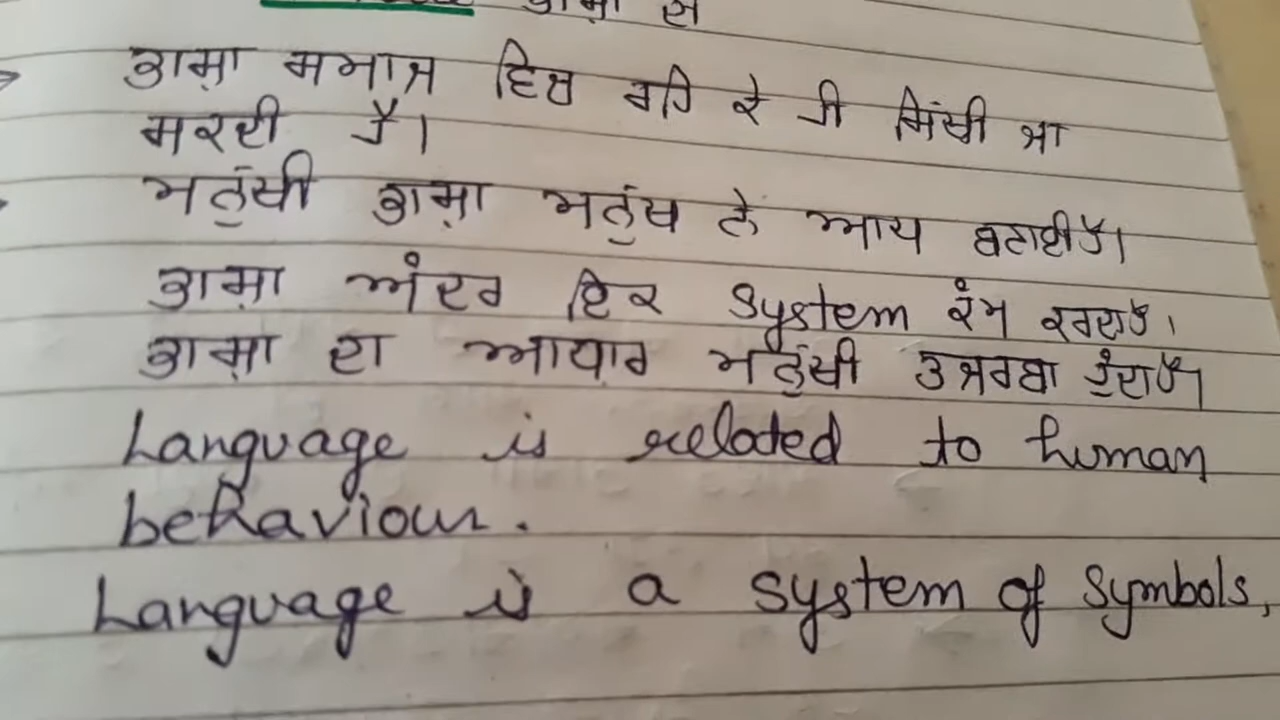 ਭਾਸ਼ਾ ਸਮਾਜ ਵਿਚ ਰਹਿ ਕੇ ਹੀ ਸਿੱਖੀ ਜਾ
ਸਕਦੀ ਹੈ।
ਮਨੁੱਖੀ ਭਾਸ਼ਾ ਮਨੁੱਖ ਨੇ ਆਪ ਬਣਾਈ ਹੈ।
ਭਾਸ਼ਾ ਅੰਦਰ ਇਕ System ਕੰਮ ਕਰਦਾ ਹੈ।
ਭਾਸ਼ਾ ਦਾ ਆਧਾਰ ਮਨੁੱਖੀ ਤਜਰਬਾ ਹੁੰਦਾ ਹੈ।
Language is related to human
behaviour.
Language is a system of symbols,